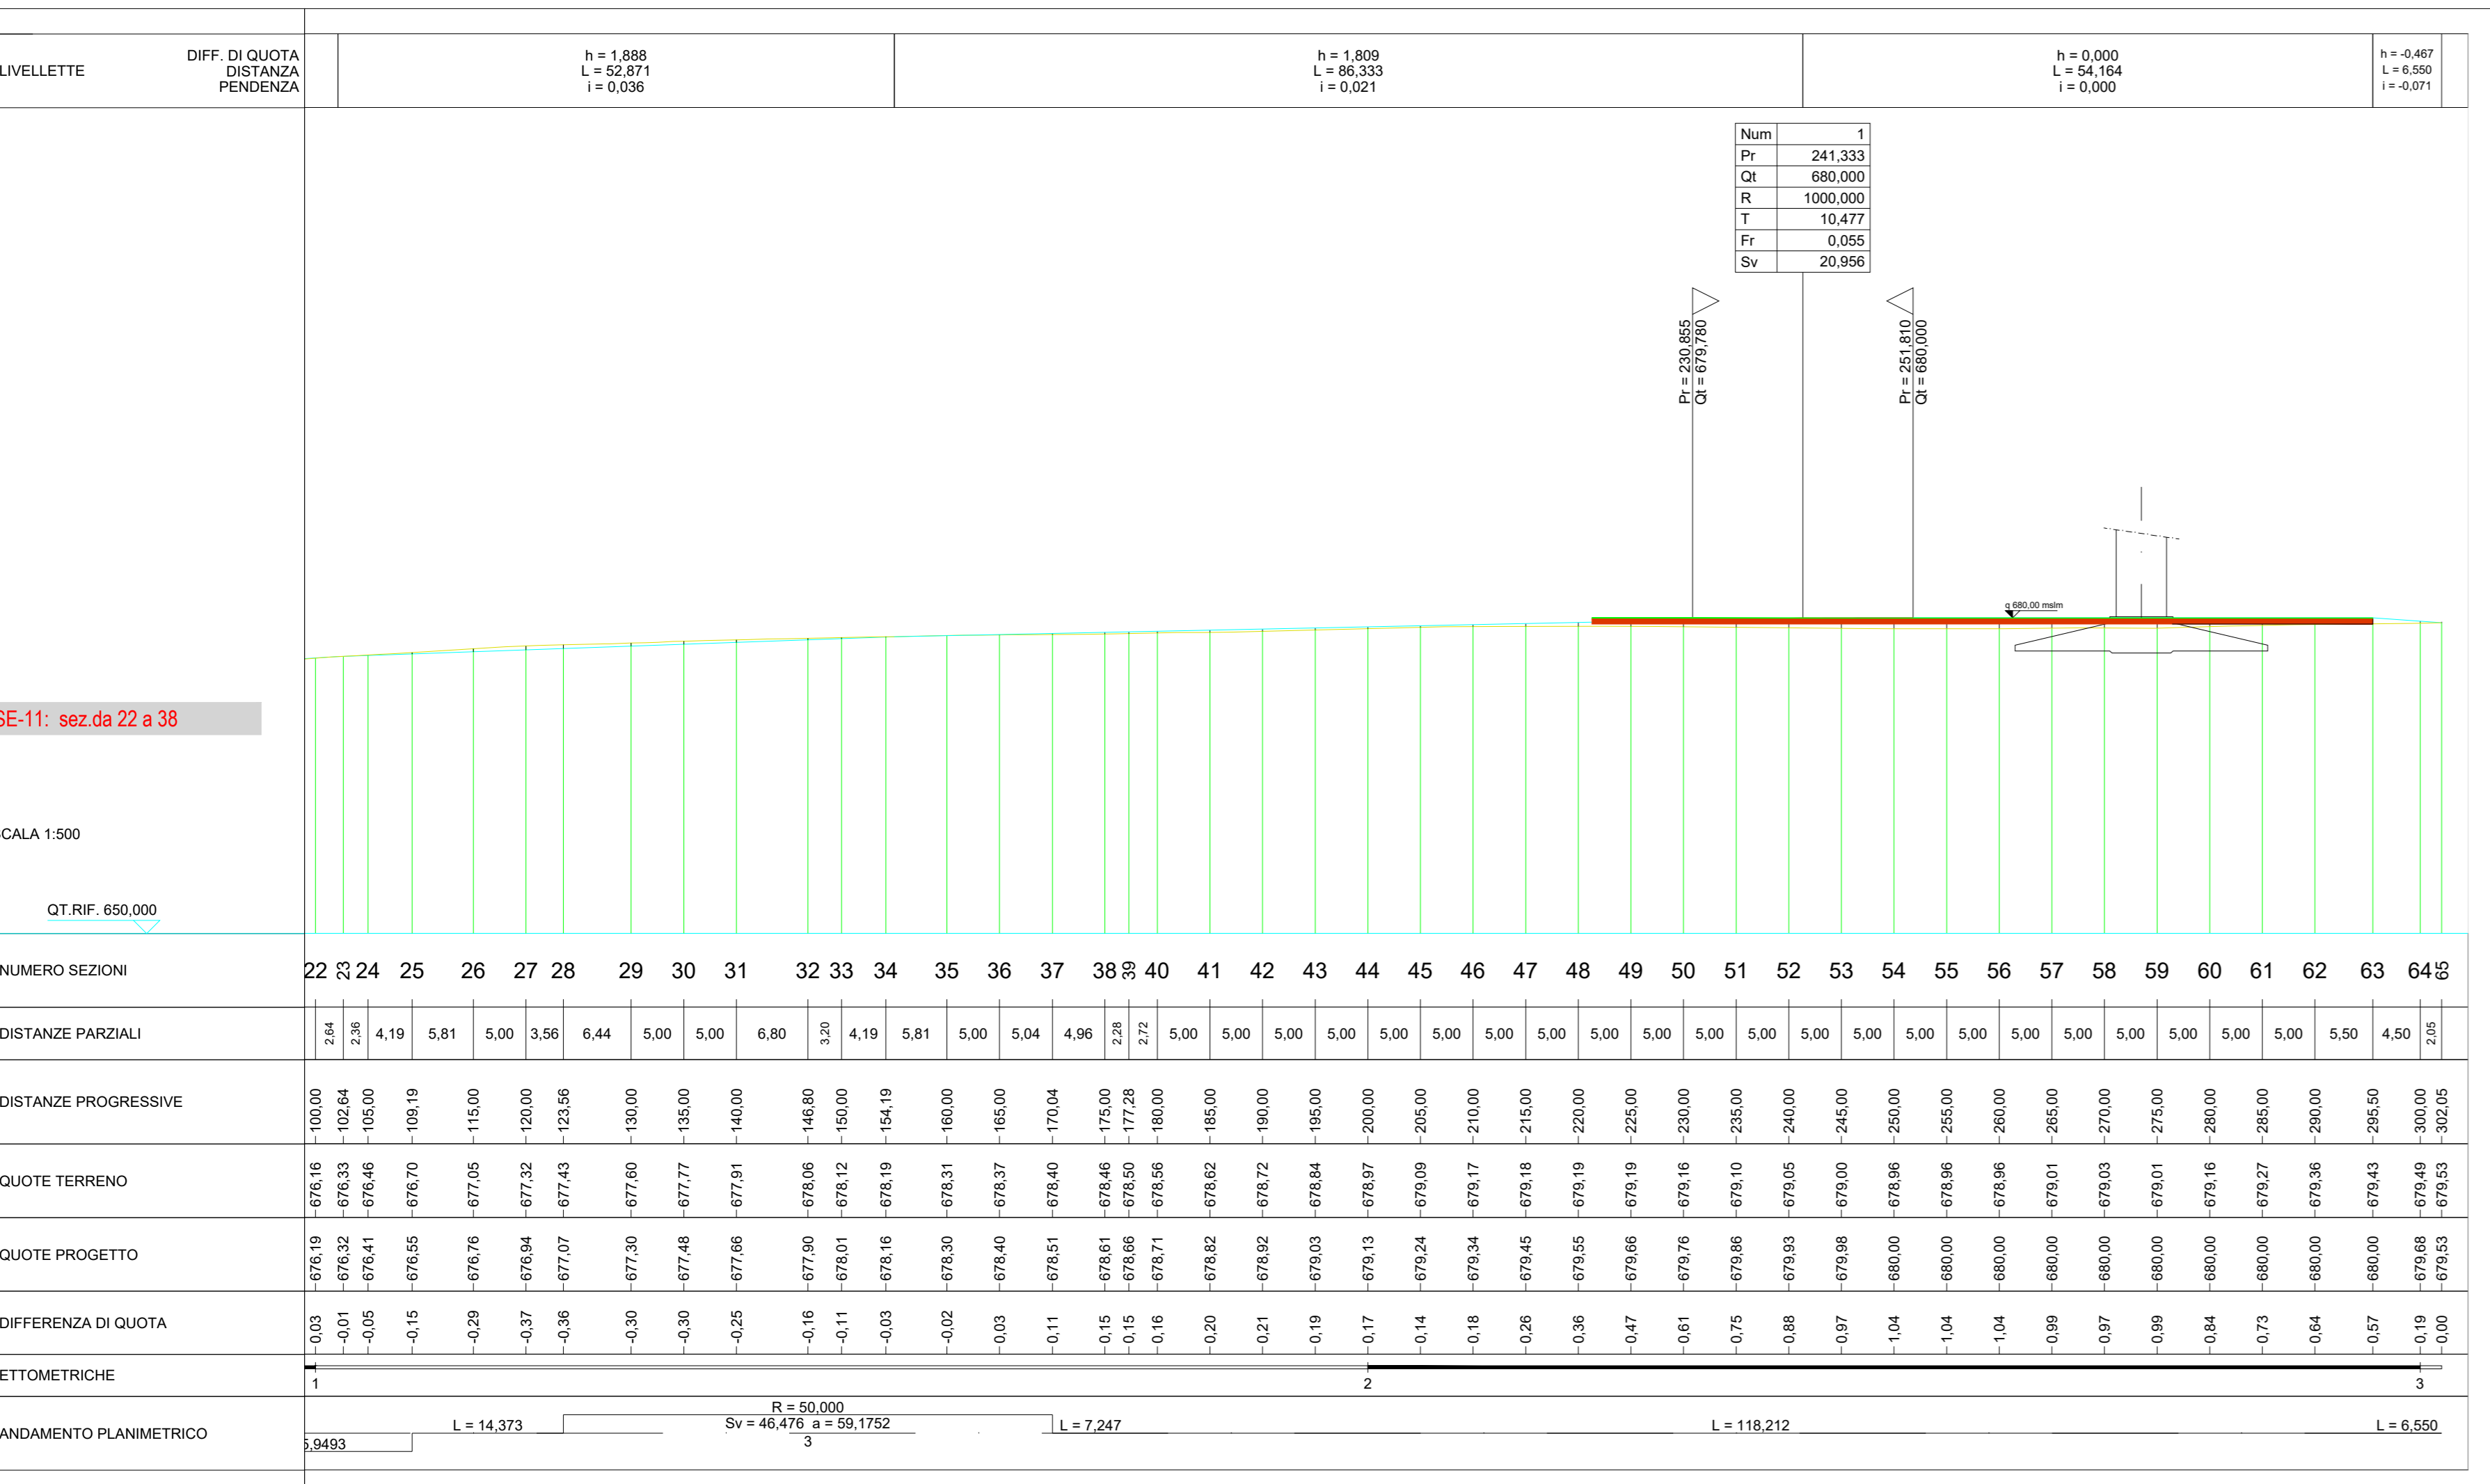 LIVELLETTE
DIFF. DI QUOTA
DISTANZA
PENDENZA
h = 1,888
L = 52,871
i = 0,036
h = 1,809
L = 86,333
i = 0,021
h = 0,000
L = 54,164
i = 0,000
h = -0,467
L = 6,550
i = -0,071
Num 1
Pr 241,333
Qt 680,000
R 1000,000
T 10,477
Fr 0,055
Sv 20,956
Pr = 230,855
Qt = 679,780
Pr = 251,810
Qt = 680,000
q 680,00 mslm
SE-11: sez.da 22 a 38
SCALA 1:500
QT.RIF. 650,000
NUMERO SEZIONI 22 23 24 25 26 27 28 29 30 31 32 33 34 35 36 37 38 39 40 41 42 43 44 45 46 47 48 49 50 51 52 53 54 55 56 57 58 59 60 61 62 63 64 65
DISTANZE PARZIALI 2,64 2,36 4,19 5,81 5,00 3,56 6,44 5,00 5,00 6,80 3,20 4,19 5,81 5,00 5,04 4,96 2,28 2,72 5,00 5,00 5,00 5,00 5,00 5,00 5,00 5,00 5,00 5,00 5,00 5,00 5,00 5,00 5,00 5,00 5,00 5,00 5,00 5,00 5,00 5,00 5,50 4,50 2,05
DISTANZE PROGRESSIVE 100,00 102,64 105,00 109,19 115,00 120,00 123,56 130,00 135,00 140,00 146,80 150,00 154,19 160,00 165,00 170,04 175,00 177,28 180,00 185,00 190,00 195,00 200,00 205,00 210,00 215,00 220,00 225,00 230,00 235,00 240,00 245,00 250,00 255,00 260,00 265,00 270,00 275,00 280,00 285,00 290,00 295,50 300,00 302,05
QUOTE TERRENO 676,16 676,33 676,46 676,70 677,05 677,32 677,43 677,60 677,77 677,91 678,06 678,12 678,19 678,31 678,37 678,40 678,46 678,50 678,56 678,62 678,72 678,84 678,97 679,09 679,17 679,18 679,19 679,19 679,16 679,10 679,05 679,00 678,96 678,96 678,96 679,01 679,03 679,01 679,16 679,27 679,36 679,43 679,49 679,53
QUOTE PROGETTO 676,19 676,32 676,41 676,55 676,76 676,94 677,07 677,30 677,48 677,66 677,90 678,01 678,16 678,30 678,40 678,51 678,61 678,66 678,71 678,82 678,92 679,03 679,13 679,24 679,34 679,45 679,55 679,66 679,76 679,86 679,93 679,98 680,00 680,00 680,00 680,00 680,00 680,00 680,00 680,00 680,00 680,00 679,68 679,53
DIFFERENZA DI QUOTA 0,03 -0,01 -0,05 -0,15 -0,29 -0,37 -0,36 -0,30 -0,30 -0,25 -0,16 -0,11 -0,03 -0,02 0,03 0,11 0,15 0,15 0,16 0,20 0,21 0,19 0,17 0,14 0,18 0,26 0,36 0,47 0,61 0,75 0,88 0,97 1,04 1,04 1,04 0,99 0,97 0,99 0,84 0,73 0,64 0,57 0,19 0,00
ETTOMETRICHE 1 2 3
ANDAMENTO PLANIMETRICO
5,9493
L = 14,373
R = 50,000
Sv = 46,476 a = 59,1752
3
L = 7,247
L = 118,212
L = 6,550